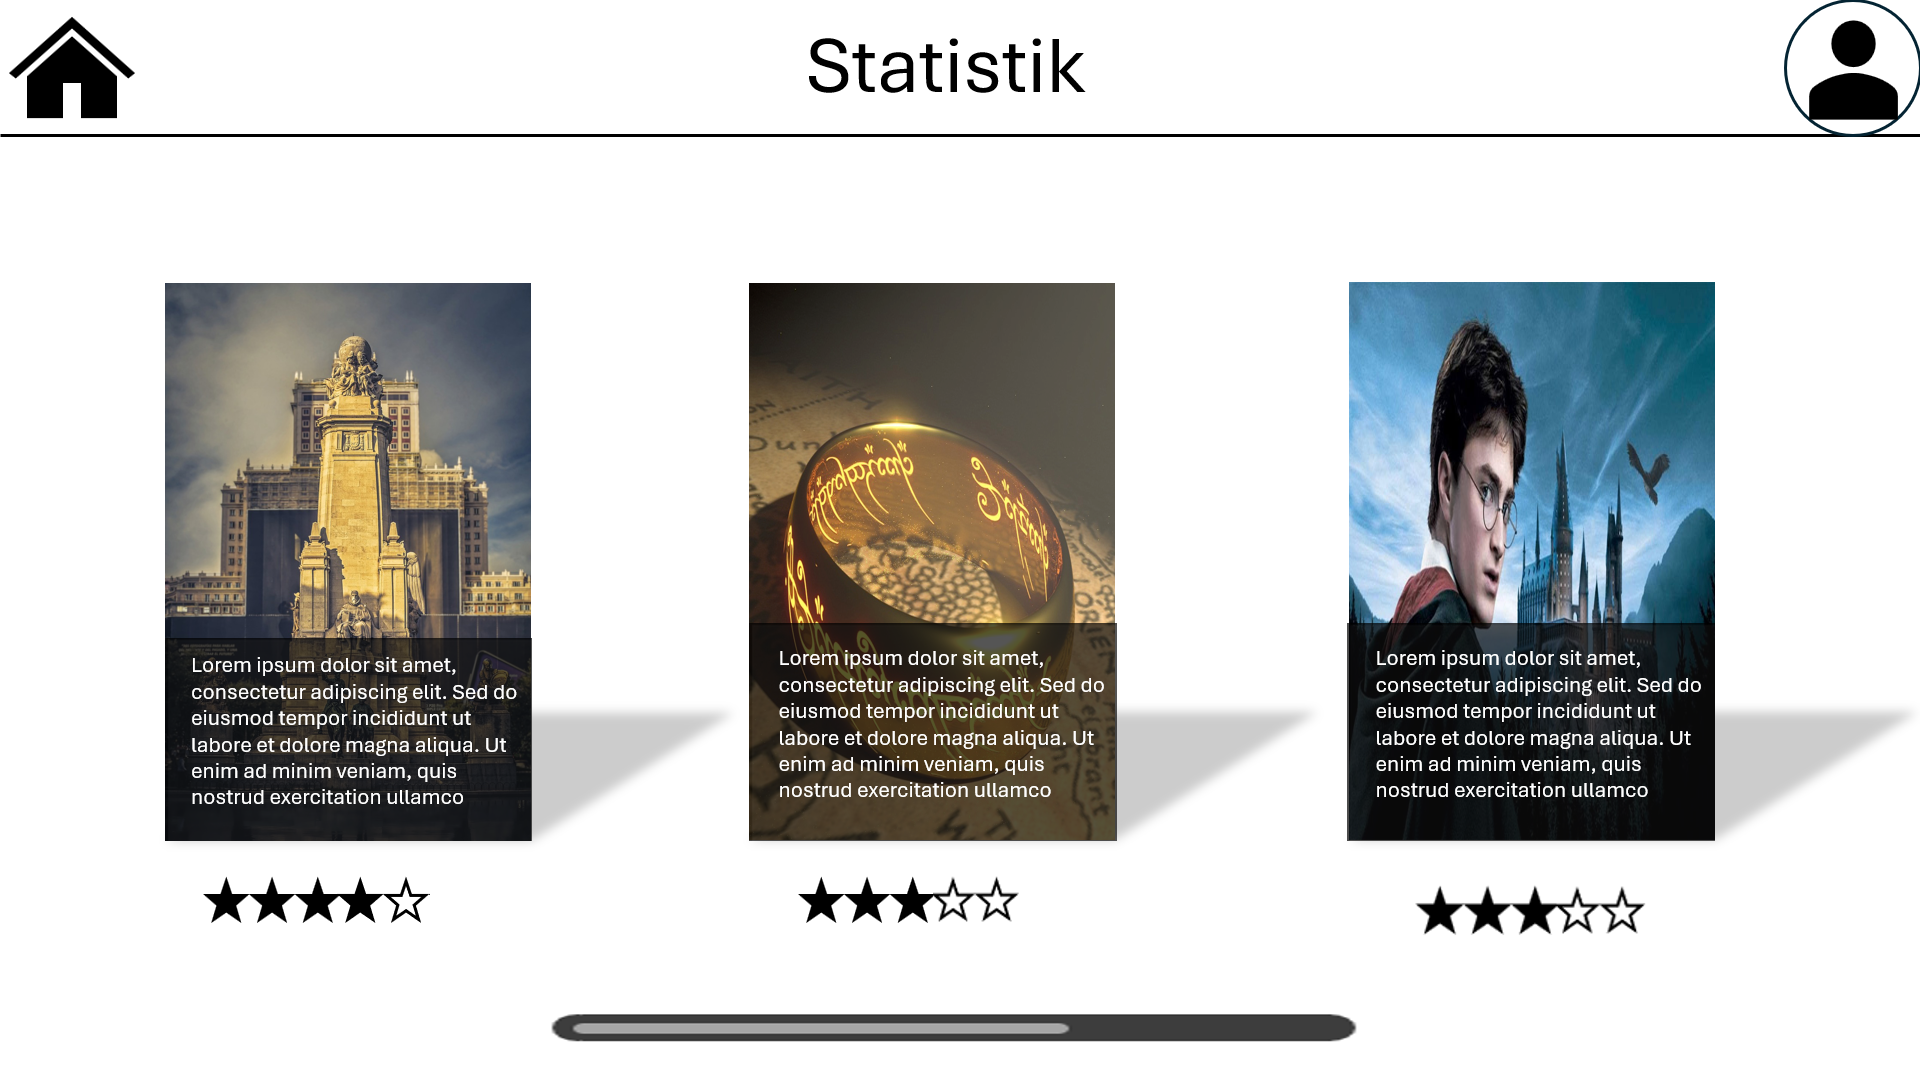 Statistik
Lorem ipsum dolor sit amet,
consectetur adipiscing elit. Sed do
eiusmod tempor incididunt ut
labore et dolore magna aliqua. Ut
enim ad minim veniam, quis
nostrud exercitation ullamco
Lorem ipsum dolor sit amet,
consectetur adipiscing elit. Sed do
eiusmod tempor incididunt ut
labore et dolore magna aliqua. Ut
enim ad minim veniam, quis
nostrud exercitation ullamco
Lorem ipsum dolor sit amet,
consectetur adipiscing elit. Sed do
eiusmod tempor incididunt ut
labore et dolore magna aliqua. Ut
enim ad minim veniam, quis
nostrud exercitation ullamco